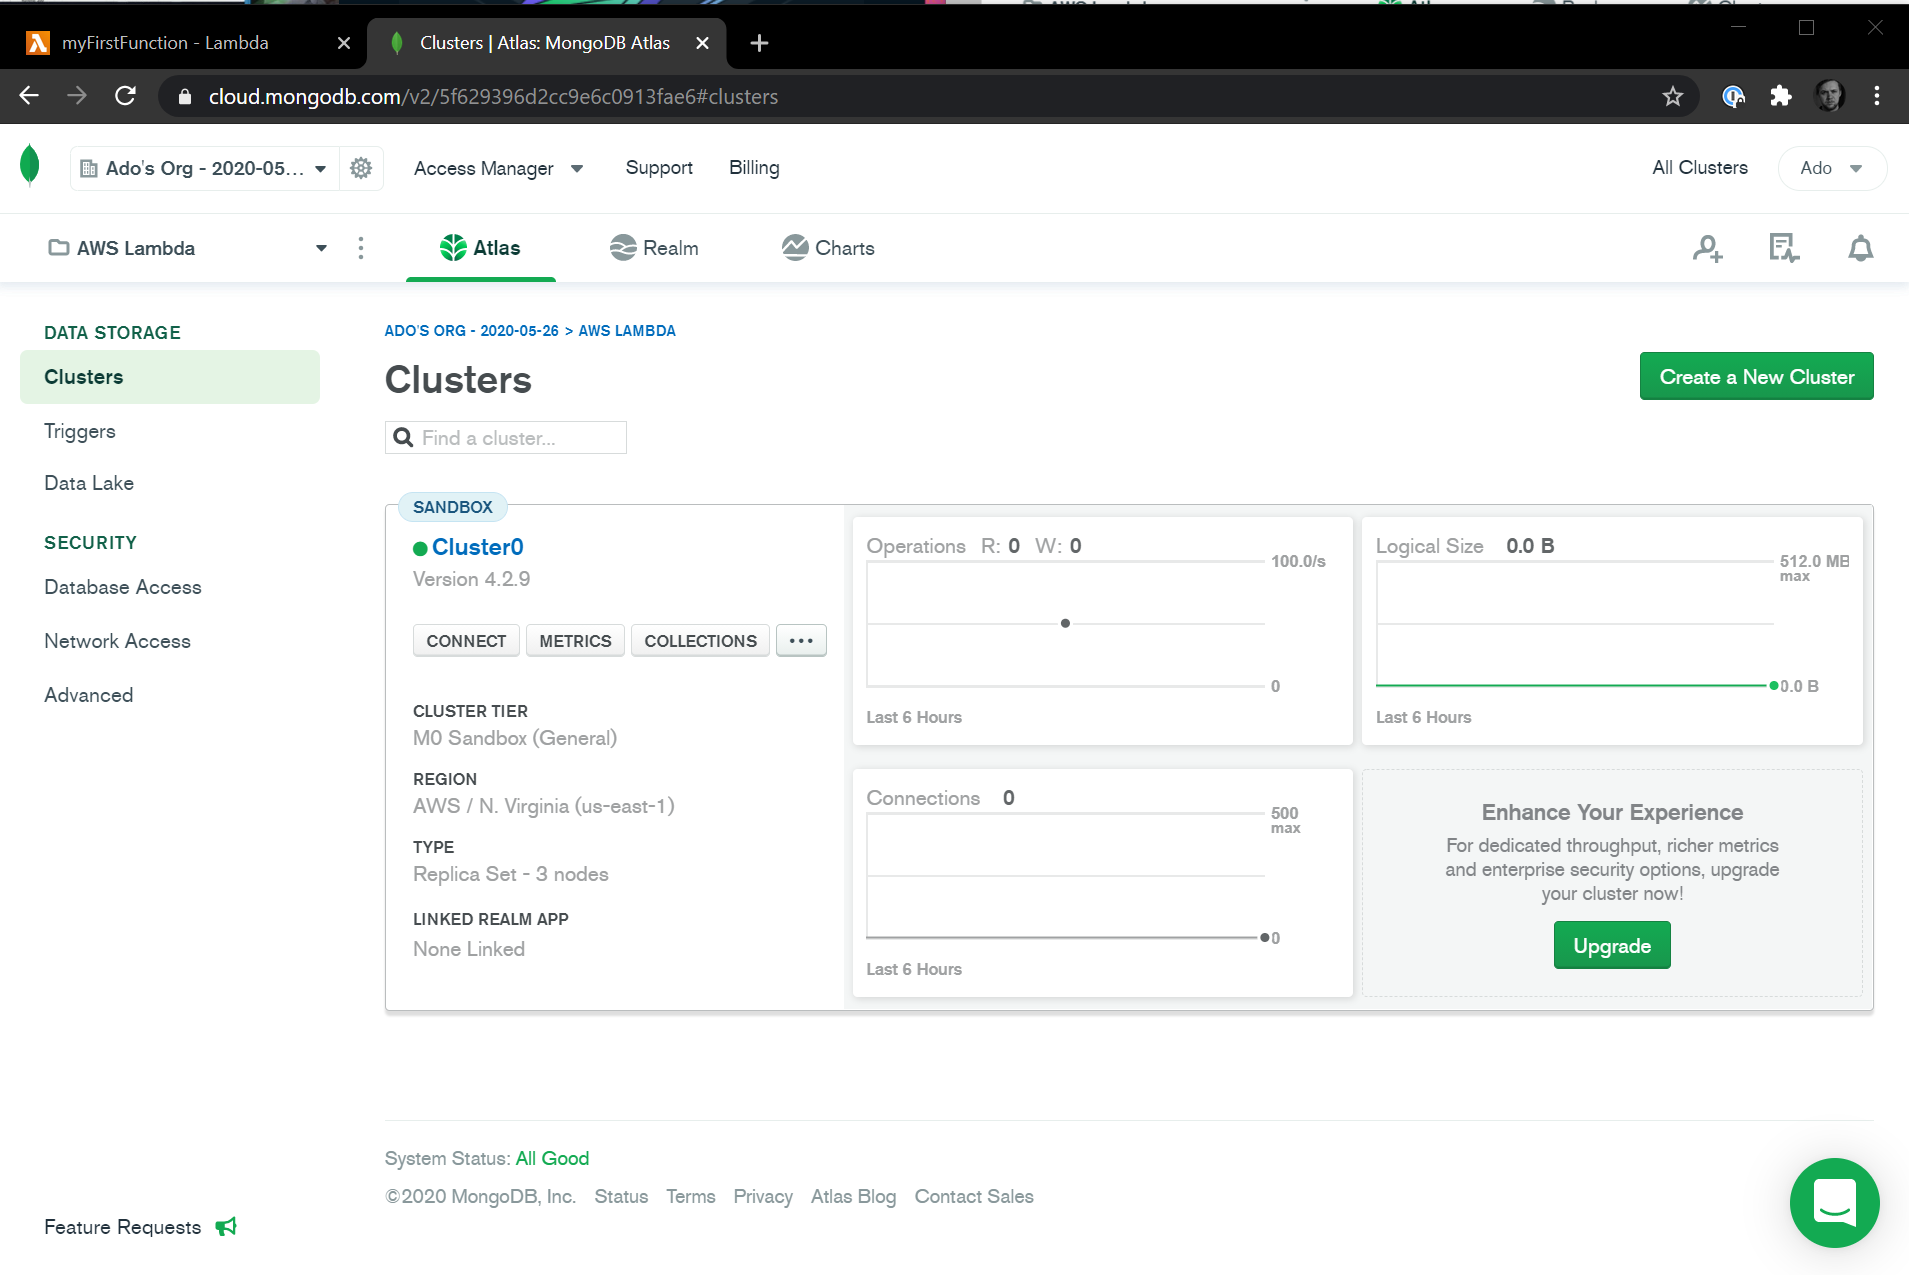 myFirstFunction - Lambda
Clusters | Atlas: MongoDB Atlas
cloud.mongodb.com/v2/5f629396d2cc9e6c0913fae6#clusters
Ado's Org - 2020-05...
Access Manager
Support
Billing
All Clusters
Ado
AWS Lambda
Atlas
Realm
Charts
DATA STORAGE
Clusters
Triggers
Data Lake
SECURITY
Database Access
Network Access
Advanced
Feature Requests
ADO'S ORG - 2020-05-26 > AWS LAMBDA
Clusters
Create a New Cluster
Find a cluster...
SANDBOX
Cluster0
Version 4.2.9
CONNECT
METRICS
COLLECTIONS
...
CLUSTER TIER
M0 Sandbox (General)
REGION
AWS / N. Virginia (us-east-1)
TYPE
Replica Set - 3 nodes
LINKED REALM APP
None Linked
Operations R: 0 W: 0
100.0/s
0
Last 6 Hours
Logical Size 0.0 B
512.0 MB
max
0.0 B
Last 6 Hours
Connections 0
500
max
0
Last 6 Hours
Enhance Your Experience
For dedicated throughput, richer metrics
and enterprise security options, upgrade
your cluster now!
Upgrade
System Status: All Good
©2020 MongoDB, Inc. Status Terms Privacy Atlas Blog Contact Sales